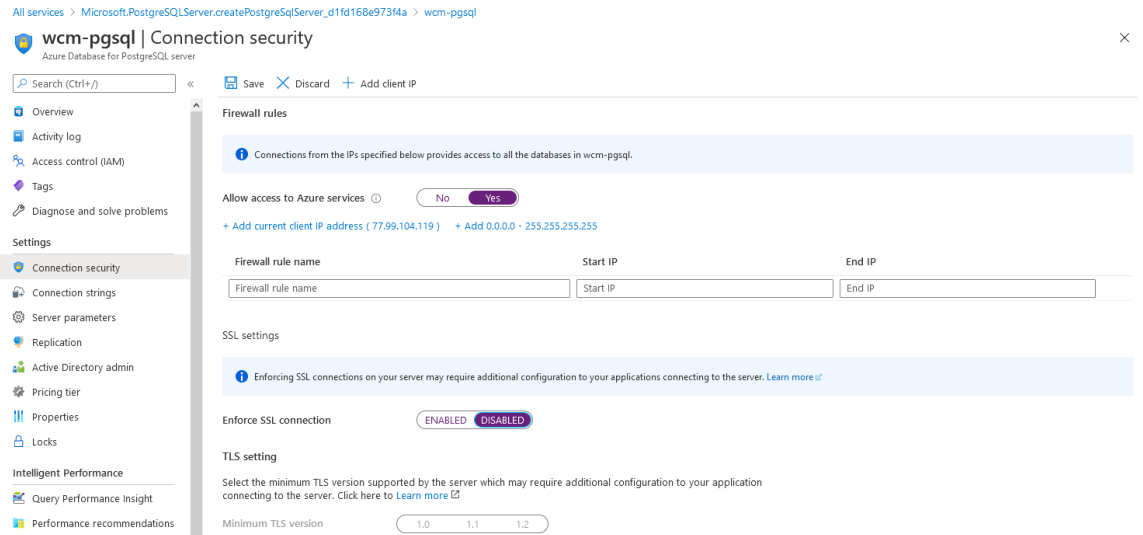 All services > Microsoft.PostgreSQLServer.createPostgreSqlServer_d1fd168e973f4a > wcm-pgsql
wcm-pgsql | Connection security
Azure Database for PostgreSQL server
Search (Ctrl+/)
«
Save
Discard
Add client IP
Overview
Activity log
Access control (IAM)
Tags
Diagnose and solve problems
Settings
Connection security
Connection strings
Server parameters
Replication
Active Directory admin
Pricing tier
Properties
Locks
Intelligent Performance
Query Performance Insight
Performance recommendations
Firewall rules
Connections from the IPs specified below provides access to all the databases in wcm-pgsql.
Allow access to Azure services No Yes
+ Add current client IP address ( 77.99.104.119 ) + Add 0.0.0.0 - 255.255.255.255
Firewall rule name Start IP End IP
Firewall rule name Start IP End IP
SSL settings
Enforcing SSL connections on your server may require additional configuration to your applications connecting to the server. Learn more
Enforce SSL connection ENABLED DISABLED
TLS setting
Select the minimum TLS version supported by the server which may require additional configuration to your application
connecting to the server. Click here to Learn more
Minimum TLS version 1.0 1.1 1.2